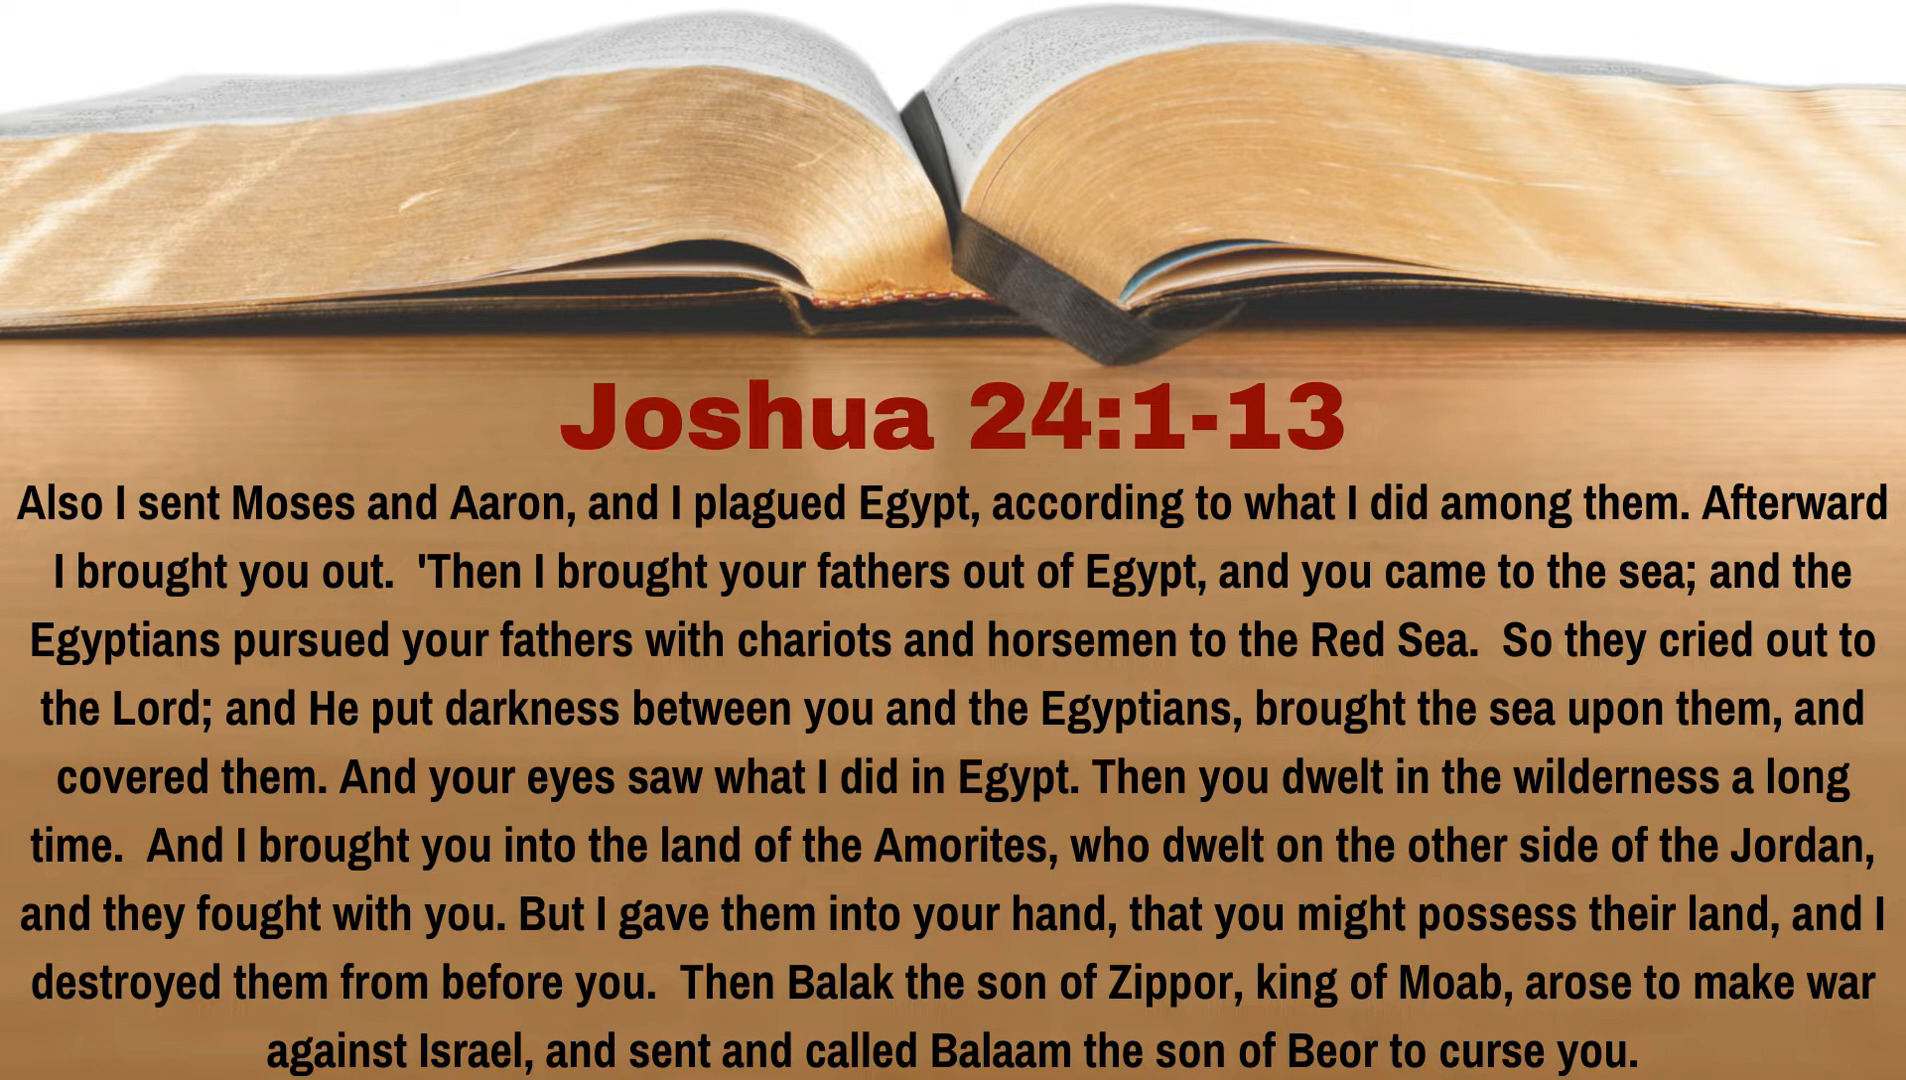 Joshua 24:1-13
Also I sent Moses and Aaron, and I plagued Egypt, according to what I did among them. Afterward
I brought you out.  'Then I brought your fathers out of Egypt, and you came to the sea; and the
Egyptians pursued your fathers with chariots and horsemen to the Red Sea.  So they cried out to
the Lord; and He put darkness between you and the Egyptians, brought the sea upon them, and
covered them. And your eyes saw what I did in Egypt. Then you dwelt in the wilderness a long
time.  And I brought you into the land of the Amorites, who dwelt on the other side of the Jordan,
and they fought with you. But I gave them into your hand, that you might possess their land, and I
destroyed them from before you.  Then Balak the son of Zippor, king of Moab, arose to make war
against Israel, and sent and called Balaam the son of Beor to curse you.